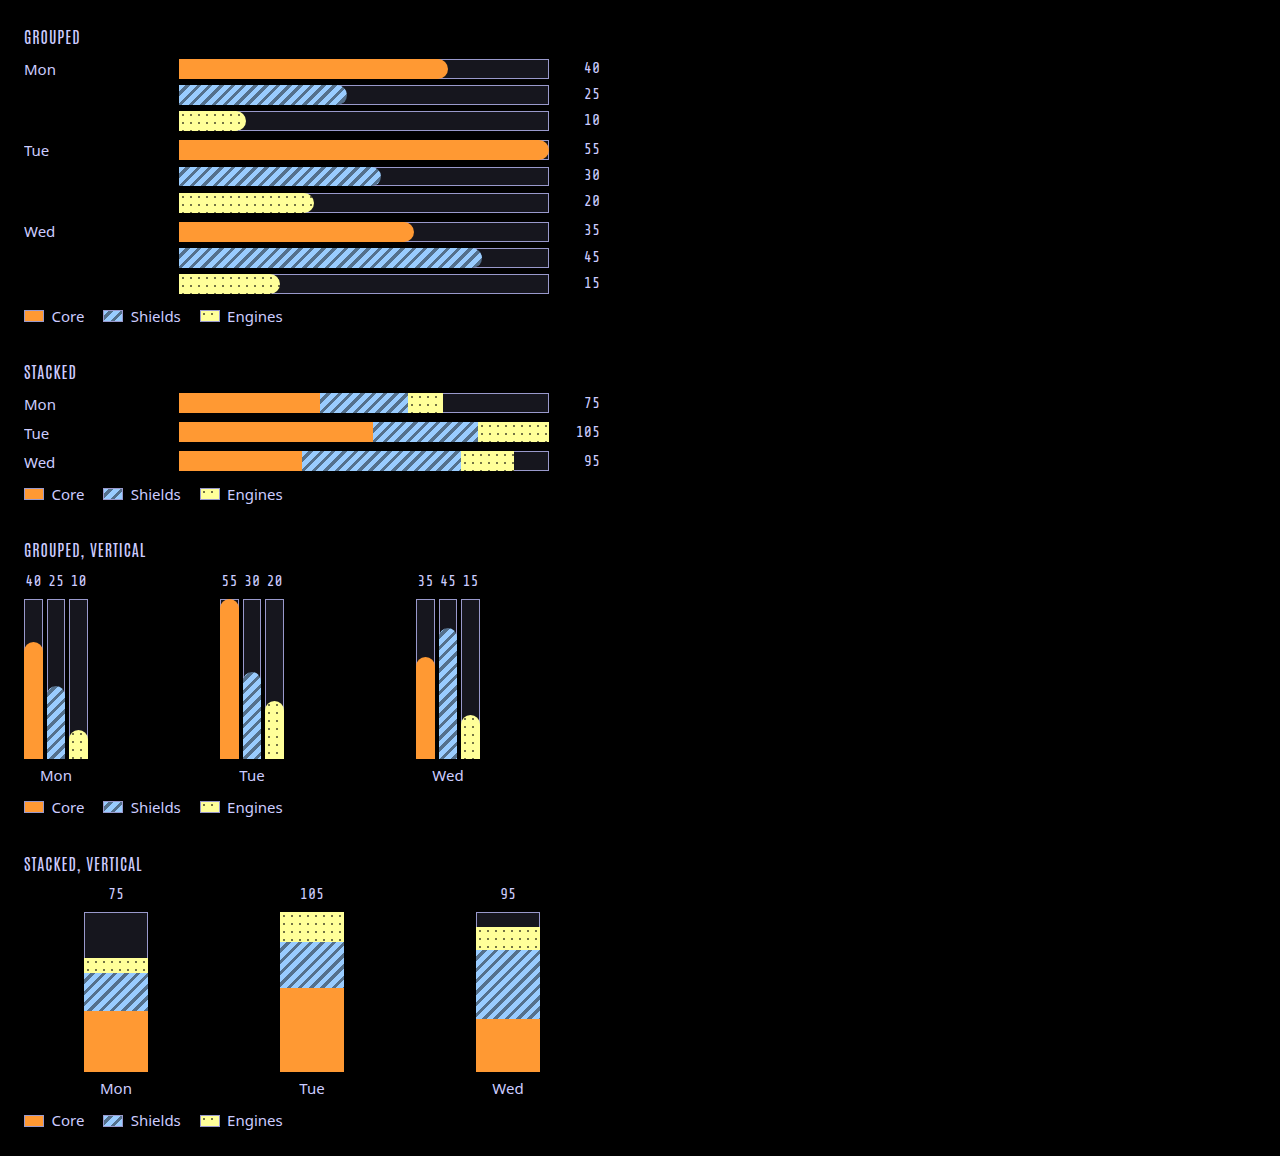 GROUPED
Mon 40
25
10
Tue 55
30
20
Wed 35
45
15
Core Shields Engines
STACKED
Mon 75
Tue 105
Wed 95
Core Shields Engines
GROUPED, VERTICAL
40 25 10 55 30 20 35 45 15
Mon Tue Wed
Core Shields Engines
STACKED, VERTICAL
75 105 95
Mon Tue Wed
Core Shields Engines